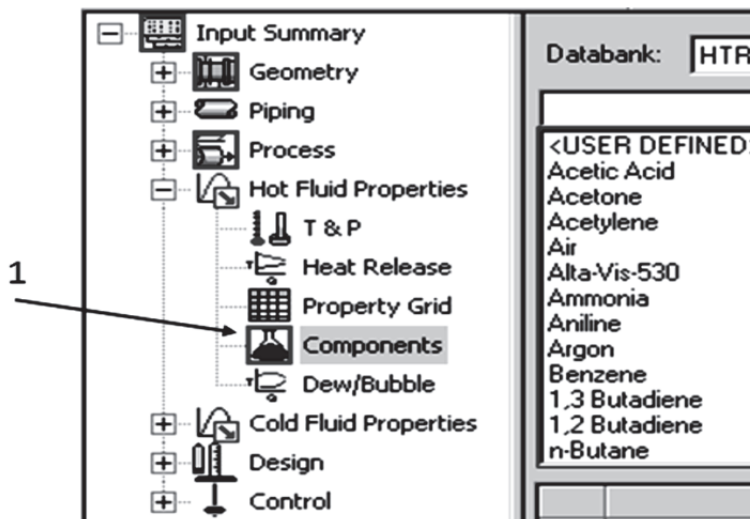 Input Summary
Geometry
Piping
Process
Hot Fluid Properties
T & P
Heat Release
Property Grid
Components
Dew/Bubble
Cold Fluid Properties
Design
Control
1
Databank: HTR
<USER DEFINED>
Acetic Acid
Acetone
Acetylene
Air
Alta-Vis-530
Ammonia
Aniline
Argon
Benzene
1,3 Butadiene
1,2 Butadiene
n-Butane